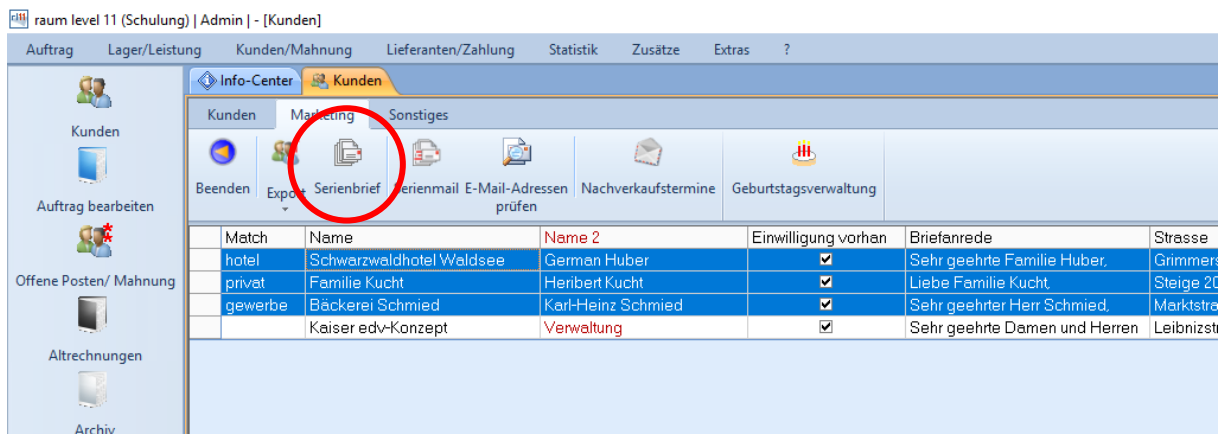 raum level 11 (Schulung) | Admin | - [Kunden]
Auftrag Lager/Leistung Kunden/Mahnung Lieferanten/Zahlung Statistik Zusätze Extras ?
Info-Center Kunden
Kunden Marketing Sonstiges
Beenden Export Serienbrief Serienmail E-Mail-Adressen prüfen Nachverkaufstermine Geburtstagsverwaltung
Match Name Name 2 Einwilligung vorhan Briefanrede Strasse
hotel Schwarzwaldhotel Waldsee German Huber Sehr geehrte Familie Huber, Grimmers
privat Familie Kucht Heribert Kucht Liebe Familie Kucht, Steige 20
gewerbe Bäckerei Schmied Karl-Heinz Schmied Sehr geehrter Herr Schmied, Marktstra
Kaiser edv-Konzept Verwaltung Sehr geehrte Damen und Herren Leibnizst
Kunden
Auftrag bearbeiten
Offene Posten/ Mahnung
Altrechnungen
Archiv